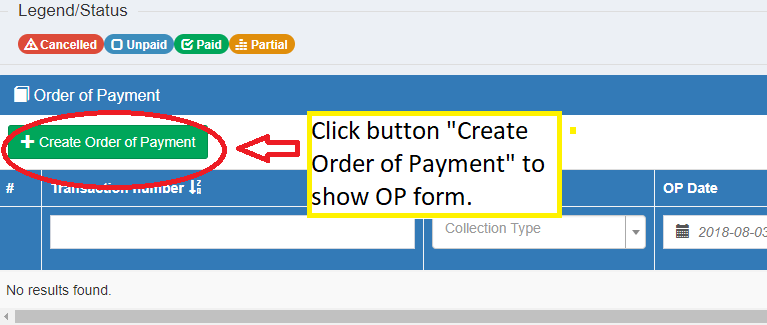 Legend/Status
Cancelled Unpaid Paid Partial
Order of Payment
Create Order of Payment
Click button "Create
Order of Payment" to
show OP form.
# Transaction Number OP Date
Collection Type 2018-08-03
No results found.